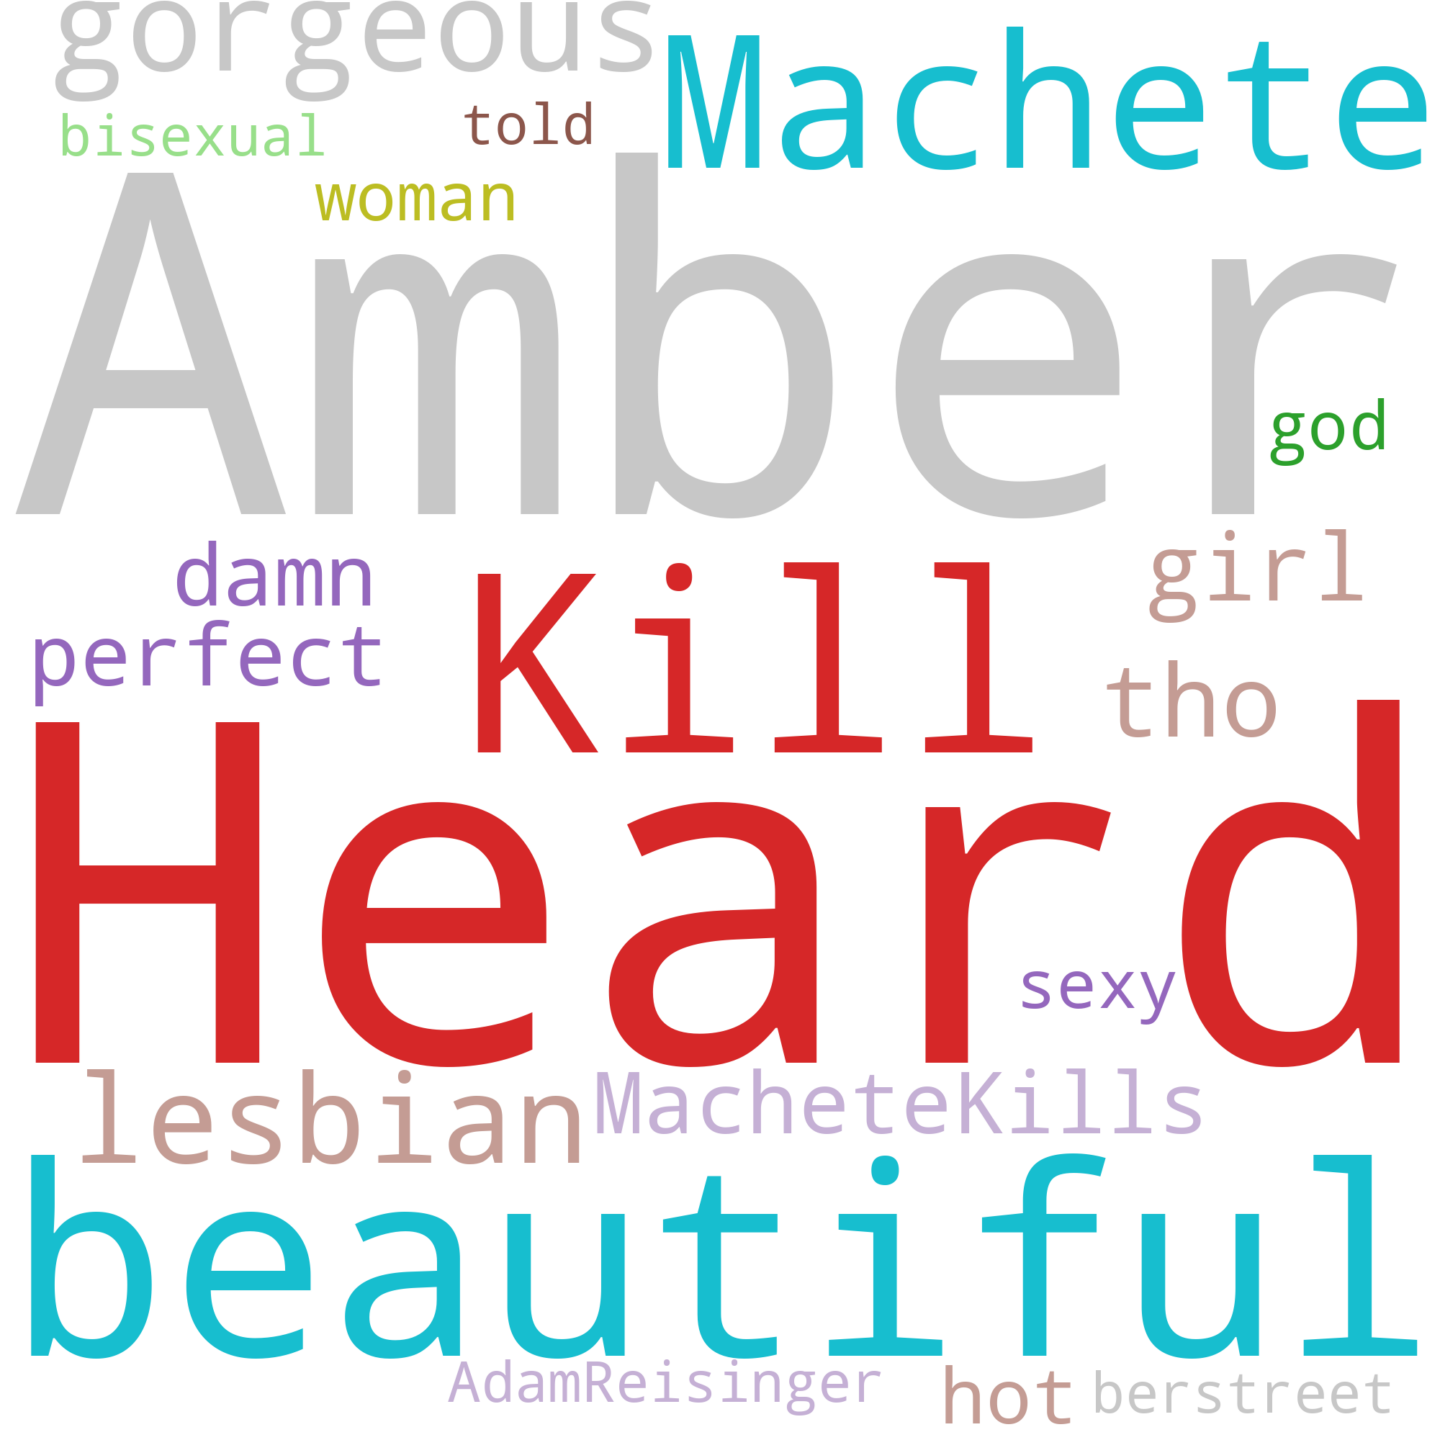 gorgeous
Machete
bisexual
told
woman
Amber
god
damn
Kill
girl
perfect
tho
Heard
sexy
lesbian
MacheteKills
beautiful
AdamReisinger
hot
berstreet